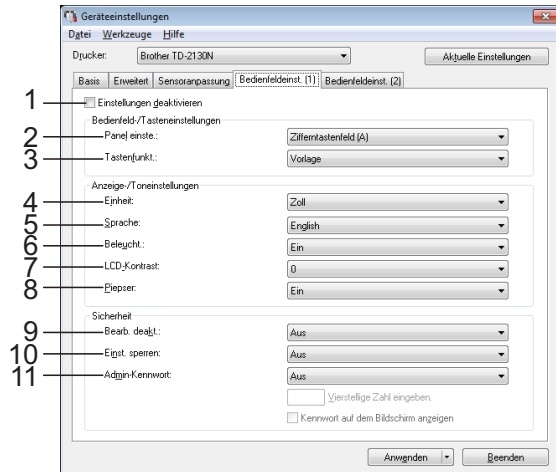 Geräteeinstellungen
Datei Werkzeuge Hilfe
Drucker: Brother TD-2130N Aktuelle Einstellungen
Basis Erweitert Sensoranpassung Bedienfeldeinst. (1) Bedienfeldeinst. (2)
1 Einstellungen deaktivieren
Bedienfeld-/Tasteneinstellungen
2 Panel einste.: Ziffernтastenfeld (A)
3 Tastenfunkt.: Vorlage
Anzeige-/Toneinstellungen
4 Einheit: Zoll
5 Sprache: English
6 Beleucht.: Ein
7 LCD-Kontrast: 0
8 Piepser: Ein
Sicherheit
9 Bearb. deakt.: Aus
10 Einst. sperren: Aus
11 Admin-Kennwort: Aus
Vierstellige Zahl eingeben.
Kennwort auf dem Bildschirm anzeigen
Anwenden Beenden